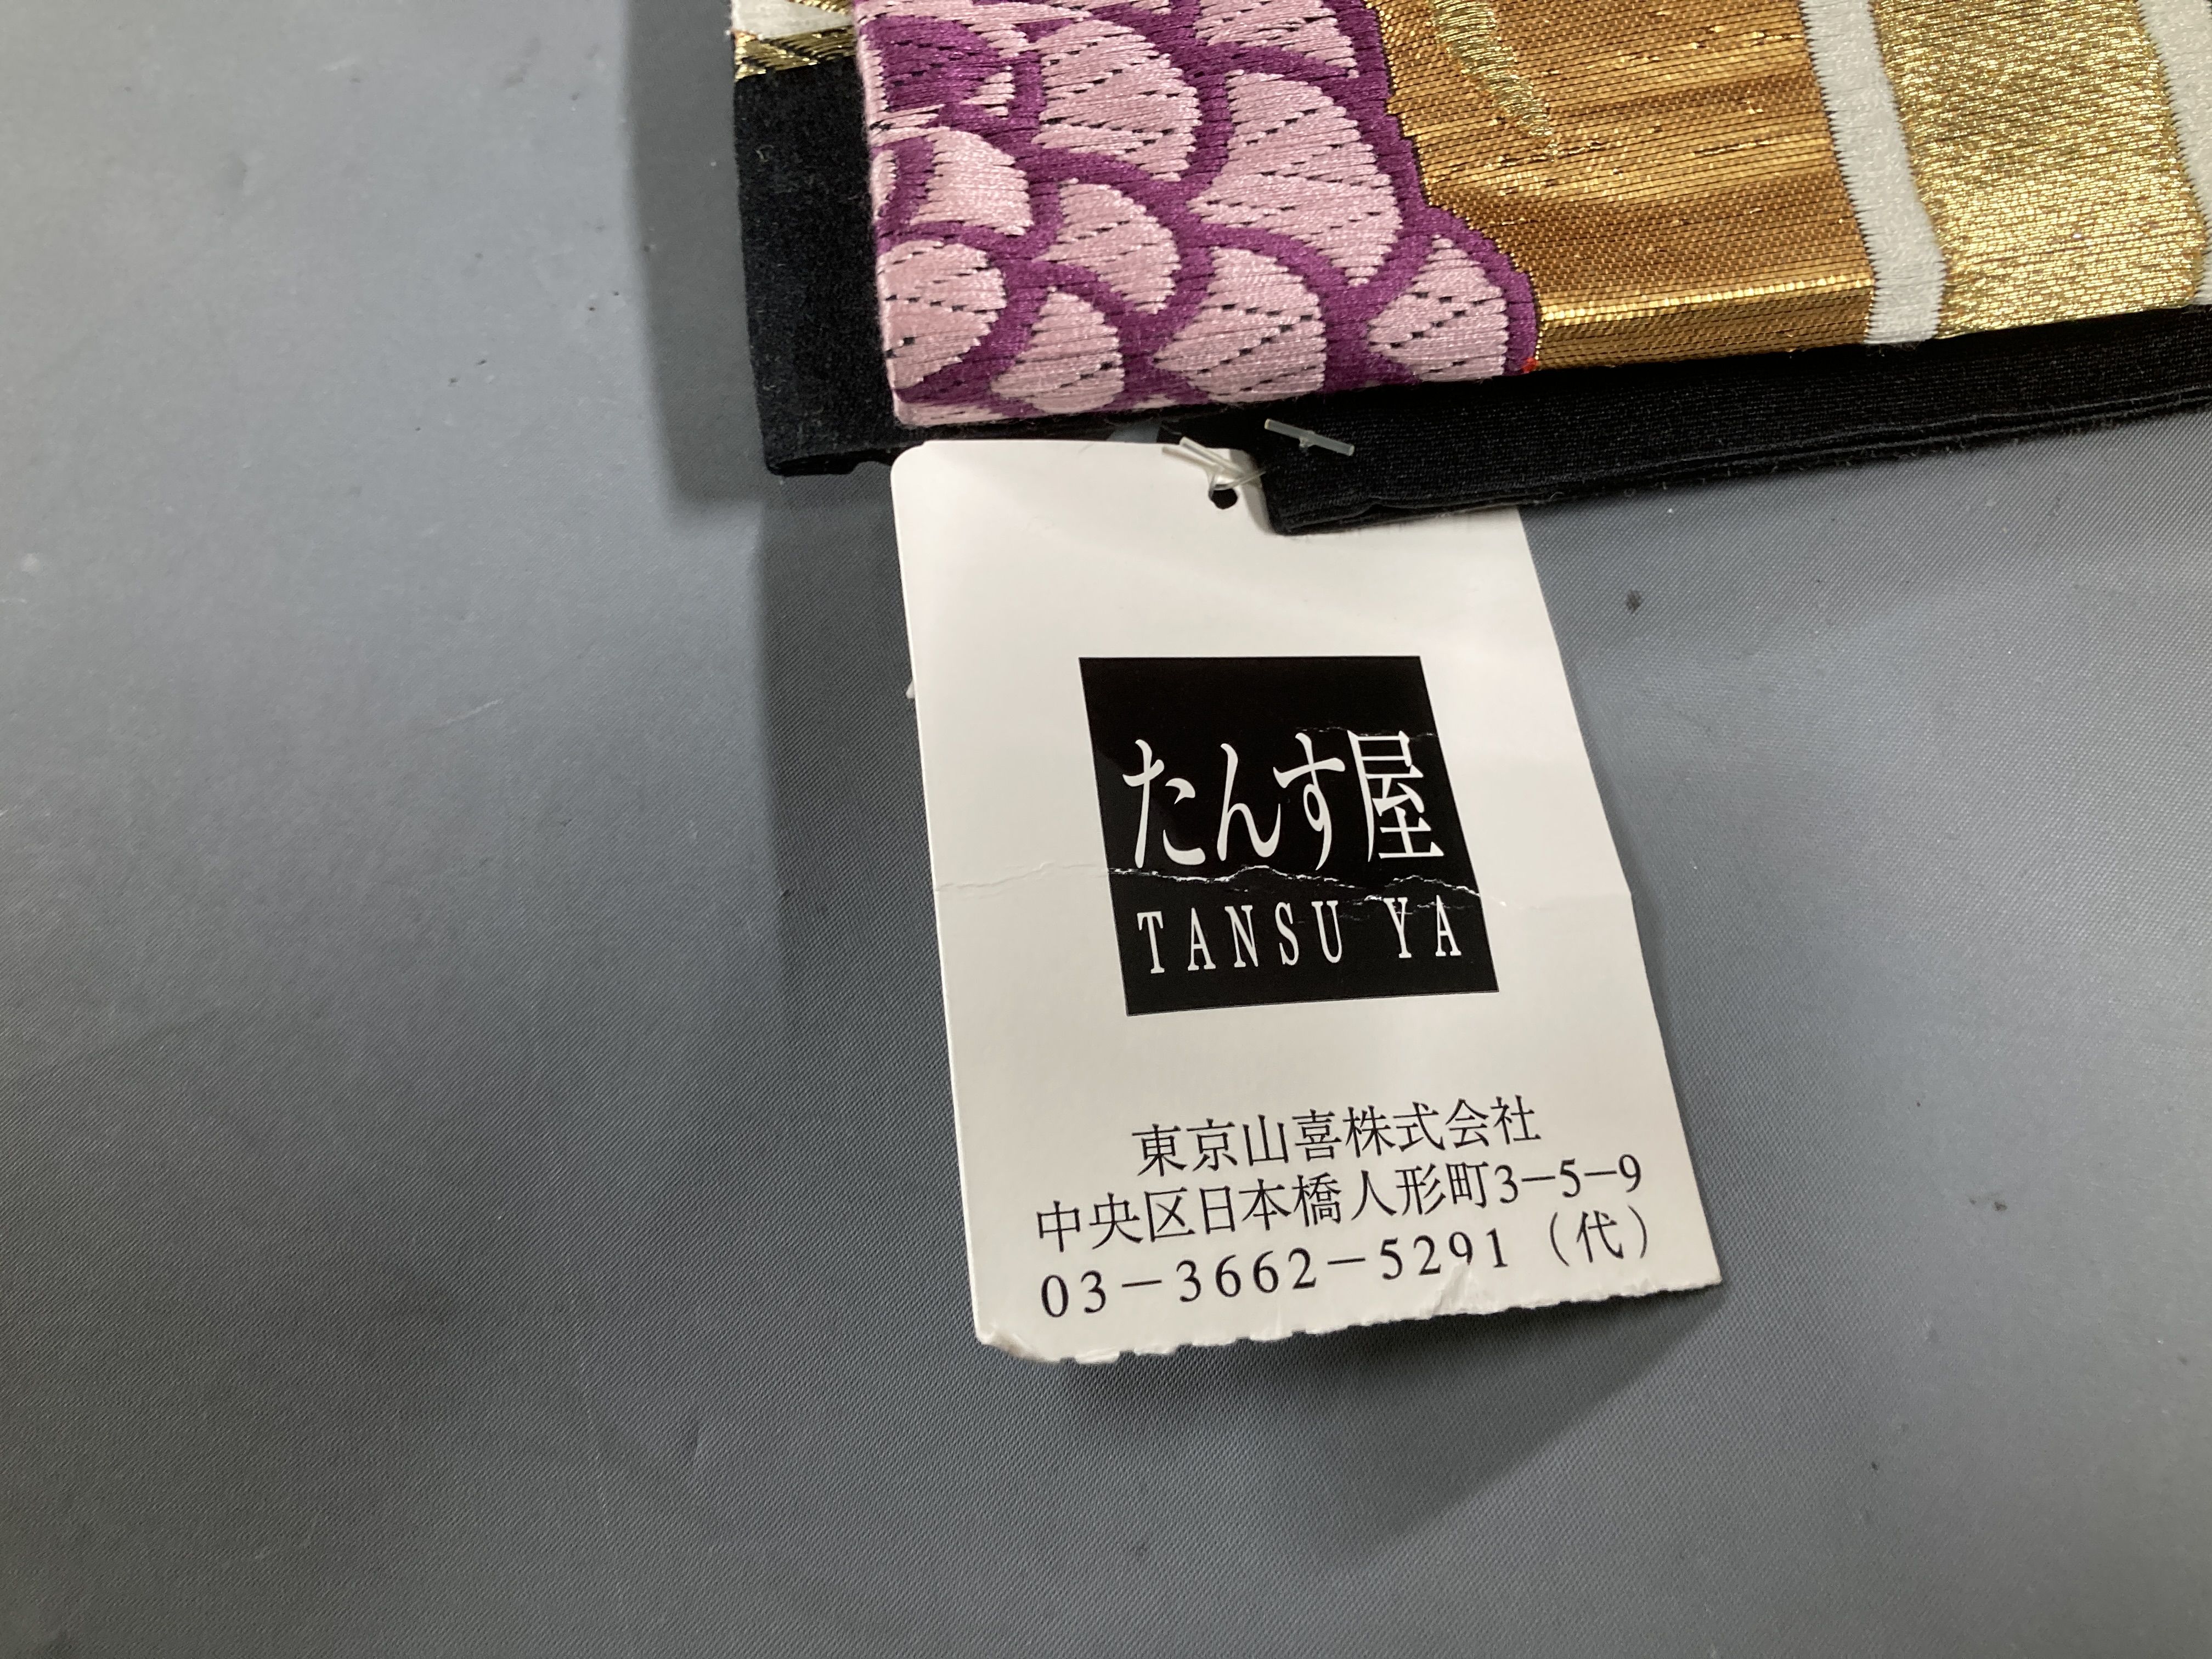 たんす屋
TANSU YA
東京山喜株式会社
中央区日本橋人形町3−5−9
03−3662−5291（代）